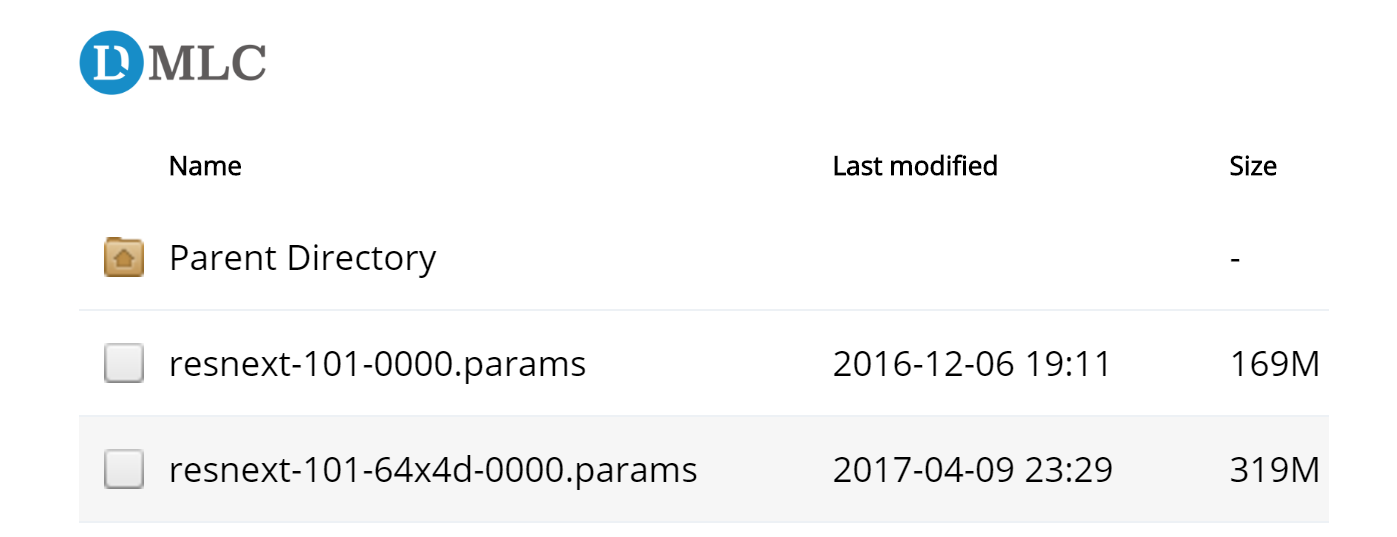 DMLC
Name Last modified Size
Parent Directory -
resnext-101-0000.params 2016-12-06 19:11 169M
resnext-101-64x4d-0000.params 2017-04-09 23:29 319M